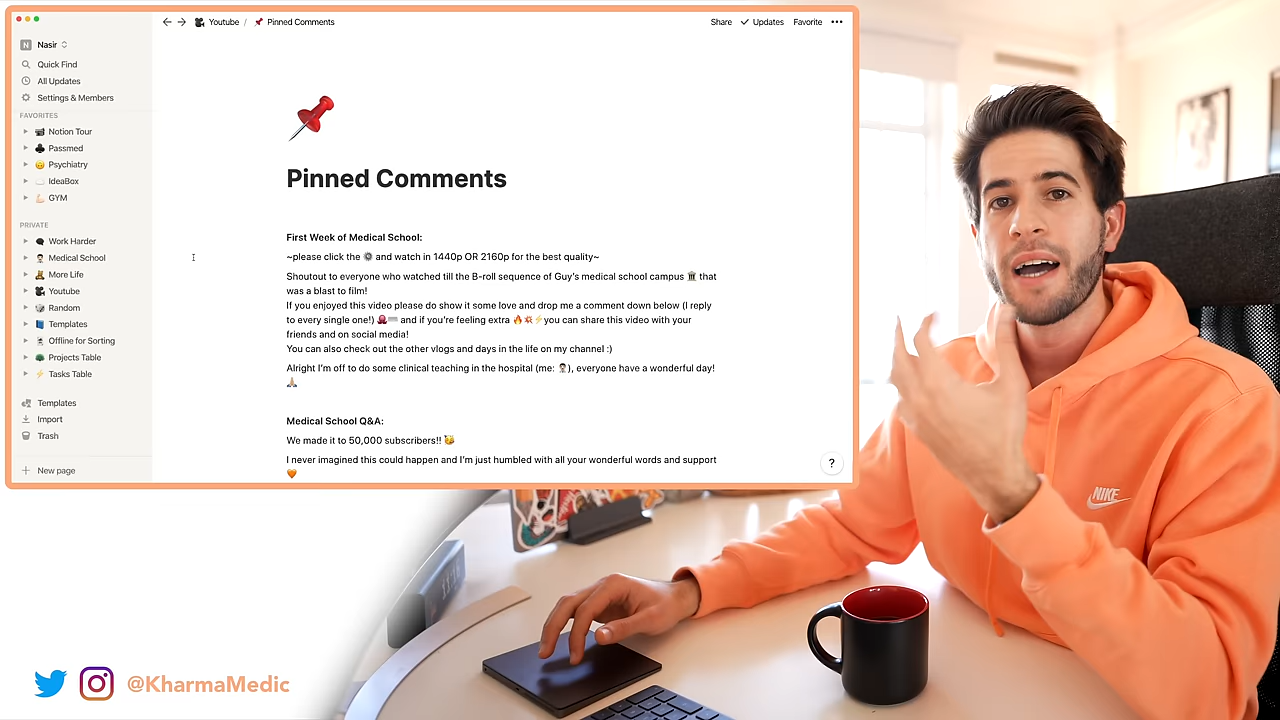 Youtube / 📌 Pinned Comments
Share ✓ Updates Favorite •••
N Nasir
Quick Find
All Updates
Settings & Members
FAVORITES
Notion Tour
Passmed
Psychiatry
IdeaBox
GYM
PRIVATE
Work Harder
Medical School
More Life
Youtube
Random
Templates
Offline for Sorting
Projects Table
Tasks Table
Templates
Import
Trash
+ New page
Pinned Comments
First Week of Medical School:
~please click the ⚙️ and watch in 1440p OR 2160p for the best quality~
Shoutout to everyone who watched till the B-roll sequence of Guy's medical school campus 🏛 that
was a blast to film!
If you enjoyed this video please do show it some love and drop me a comment down below (I reply
to every single one!) 🐙⌨️ and if you're feeling extra 🔥💥⚡you can share this video with your
friends and on social media!
You can also check out the other vlogs and days in the life on my channel :)
Alright I'm off to do some clinical teaching in the hospital (me: 👨🏻‍⚕️), everyone have a wonderful day!
🙏🏼
Medical School Q&A:
We made it to 50,000 subscribers!! 🥳
I never imagined this could happen and I'm just humbled with all your wonderful words and support
🧡
?
NIKE
@KharmaMedic